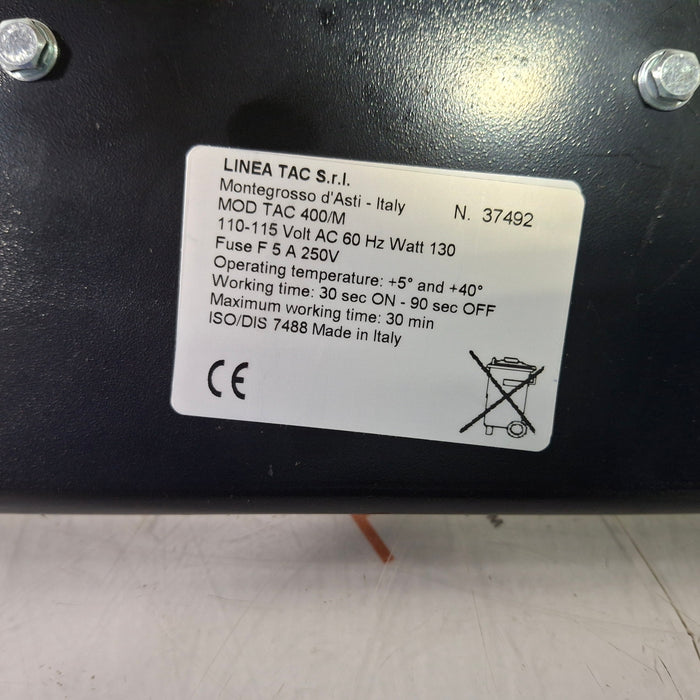 LINEA TAC S.r.l.
Montegrosso d'Asti - Italy N. 37492
MOD TAC 400/M
110-115 Volt AC 60 Hz Watt 130
Fuse F 5 A 250V
Operating temperature: +5° and +40°
Working time: 30 sec ON - 90 sec OFF
Maximum working time: 30 min
ISO/DIS 7488 Made in Italy
CE